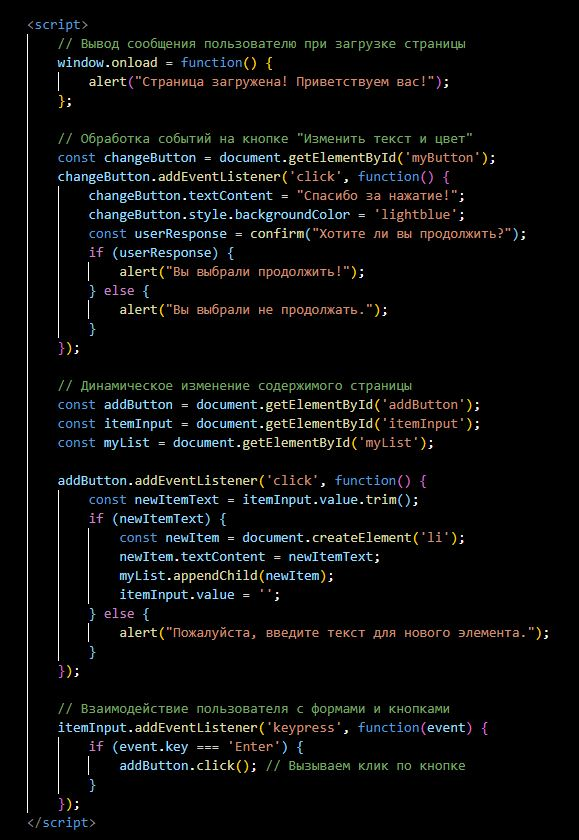 <script>
// Вывод сообщения пользователю при загрузке страницы
window.onload = function() {
alert("Страница загружена! Приветствуем вас!");
};
// Обработка событий на кнопке "Изменить текст и цвет"
const changeButton = document.getElementById('myButton');
changeButton.addEventListener('click', function() {
changeButton.textContent = "Спасибо за нажатие!";
changeButton.style.backgroundColor = 'lightblue';
const userResponse = confirm("Хотите ли вы продолжить?");
if (userResponse) {
alert("Вы выбрали продолжить!");
} else {
alert("Вы выбрали не продолжать.");
}
});
// Динамическое изменение содержимого страницы
const addButton = document.getElementById('addButton');
const itemInput = document.getElementById('itemInput');
const myList = document.getElementById('myList');
addButton.addEventListener('click', function() {
const newItemText = itemInput.value.trim();
if (newItemText) {
const newItem = document.createElement('li');
newItem.textContent = newItemText;
myList.appendChild(newItem);
itemInput.value = '';
} else {
alert("Пожалуйста, введите текст для нового элемента.");
}
});
// Взаимодействие пользователя с формами и кнопками
itemInput.addEventListener('keypress', function(event) {
if (event.key === 'Enter') {
addButton.click(); // Вызываем клик по кнопке
}
});
</script>